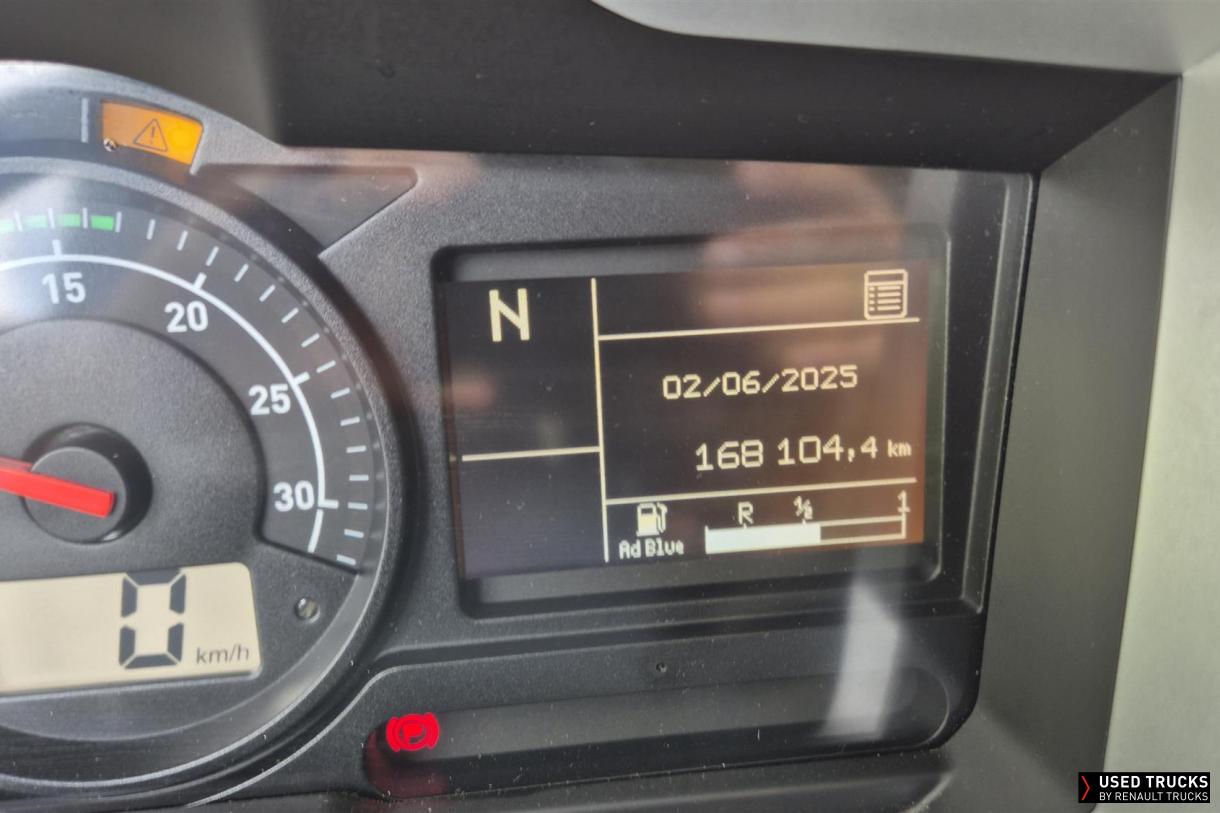 15
20
25
30
N
02/06/2025
168 104,4 km
R ½ 1
Ad Blue
0 km/h
P
USED TRUCKS
BY RENAULT TRUCKS